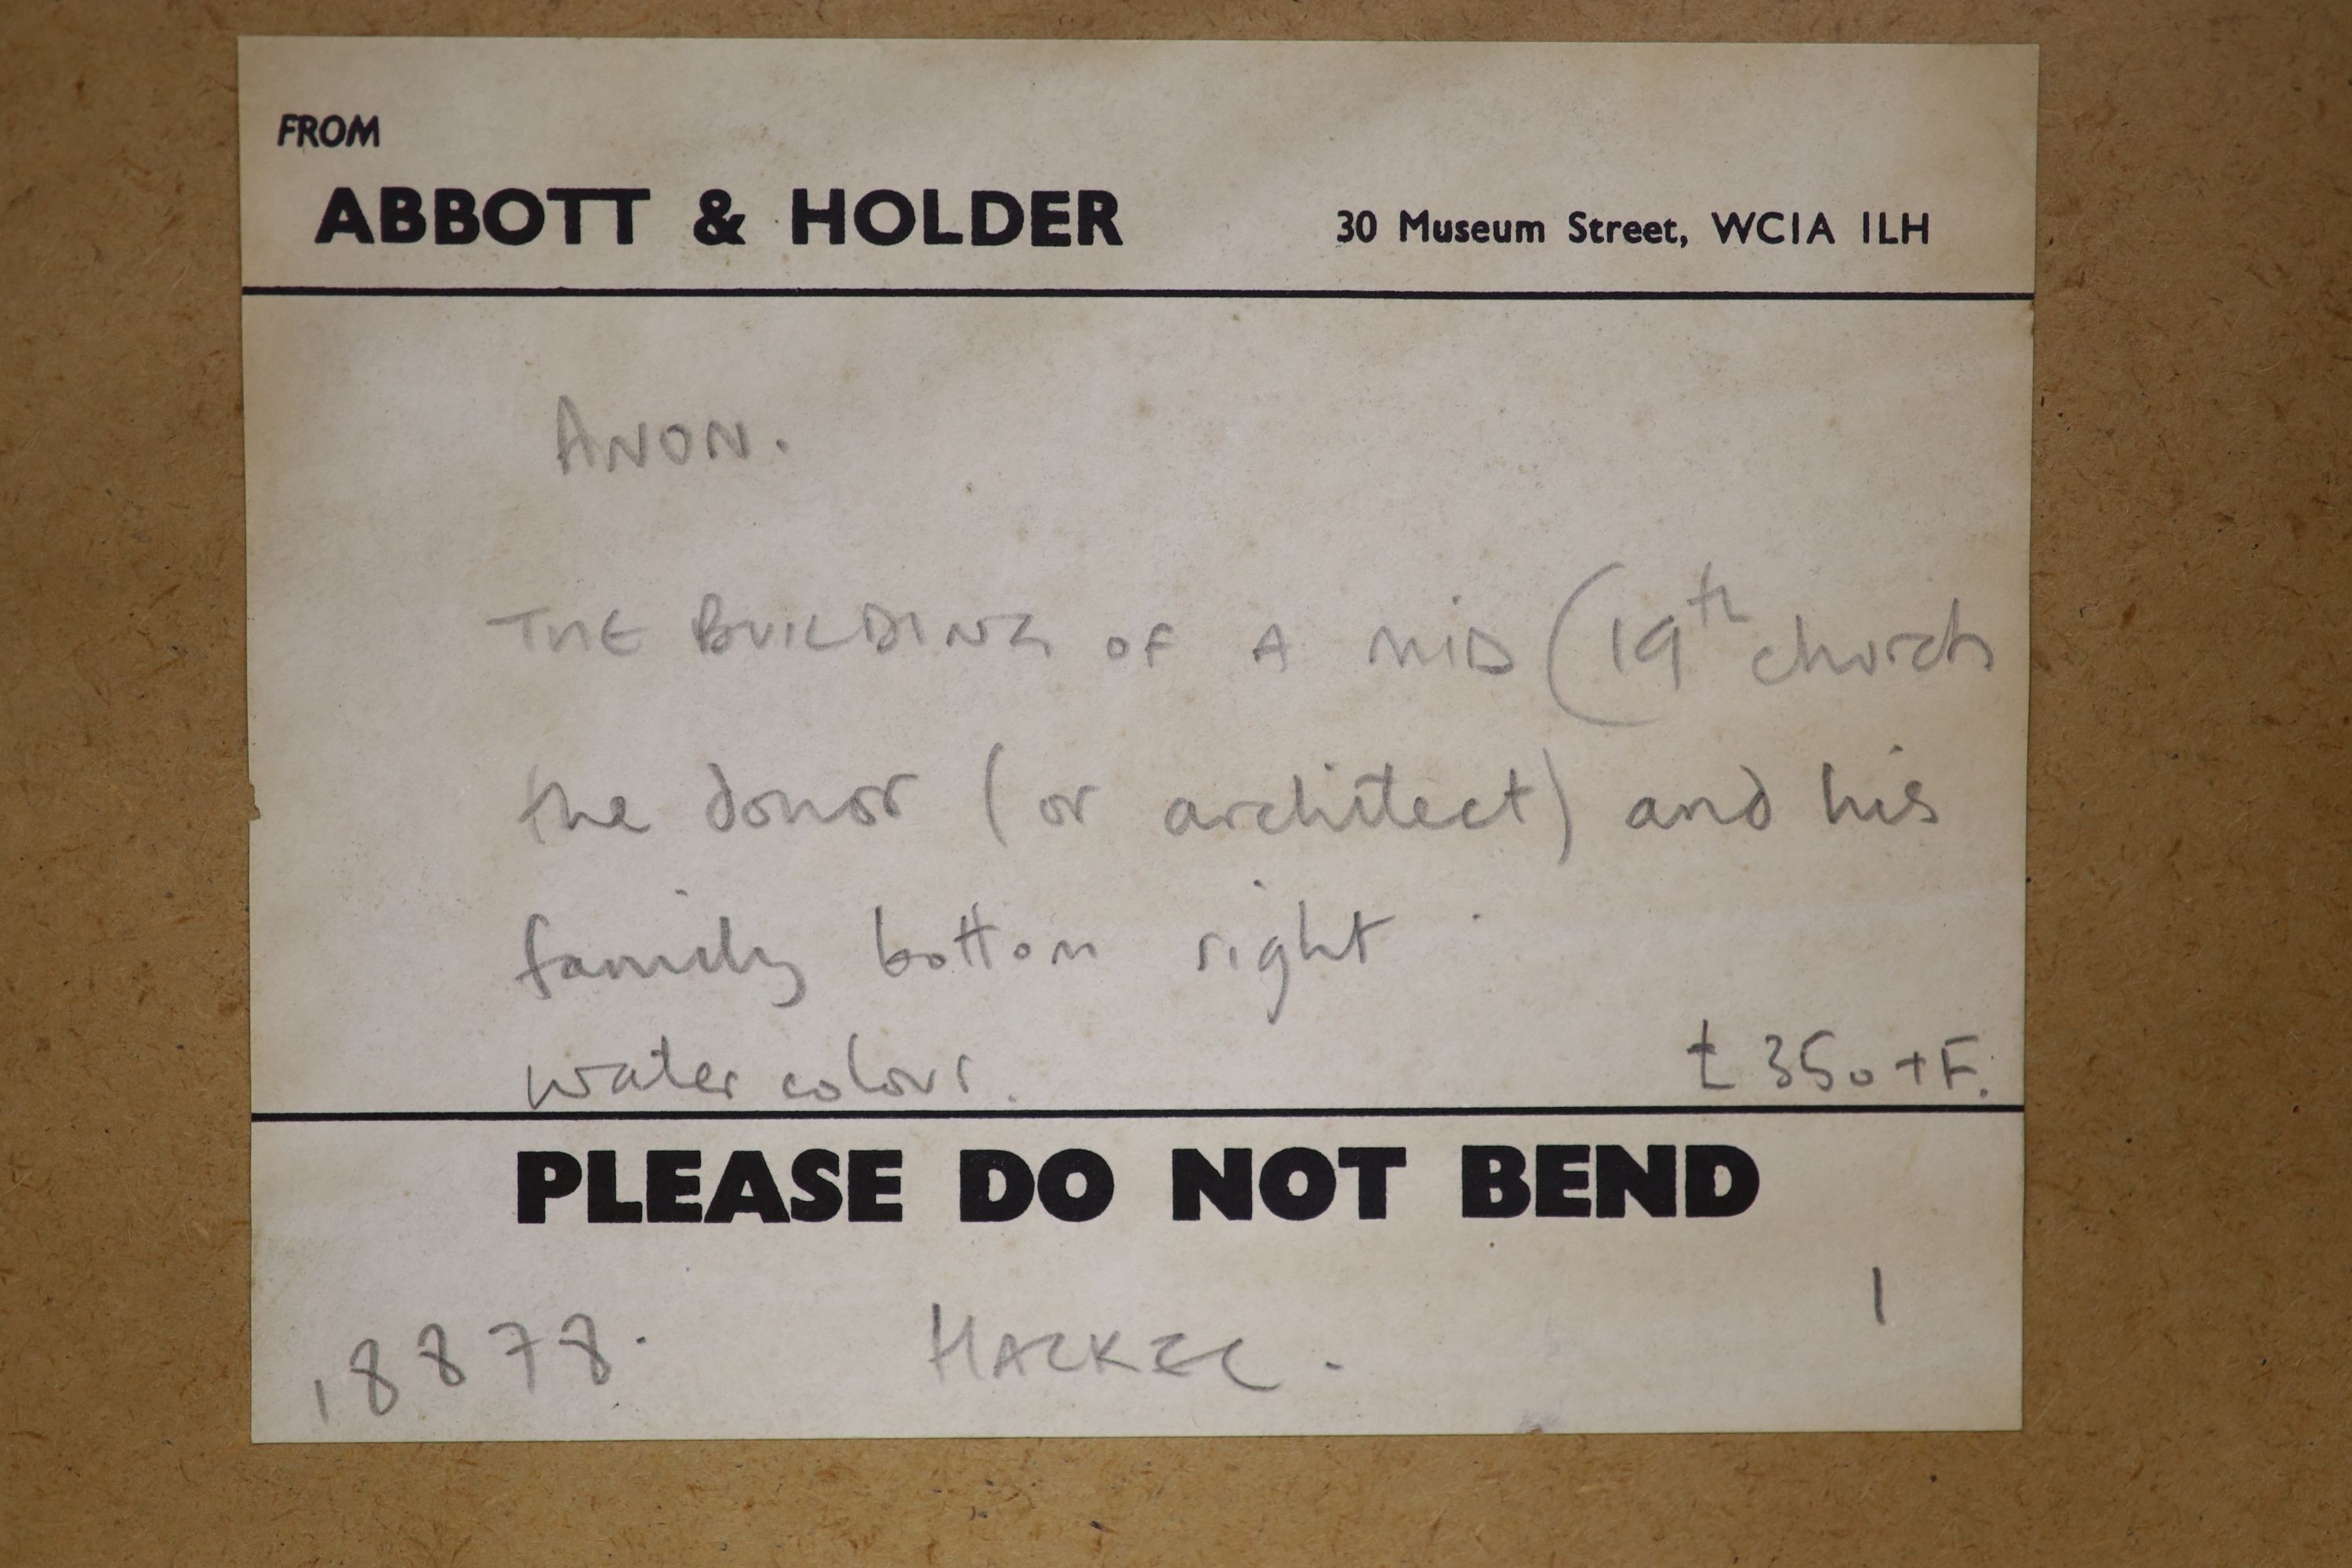 FROM
ABBOTT & HOLDER 30 Museum Street, WC1A 1LH
ANON.
THE BUILDING OF A MID C19th church
the donor (or architect) and his
family bottom right
water colour. £350+F.
PLEASE DO NOT BEND
1
18878.